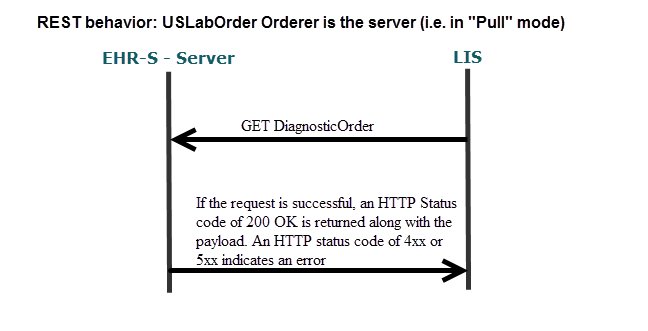 REST behavior: USLabOrder Orderer is the server (i.e. in "Pull" mode)
EHR-S - Server LIS
GET DiagnosticOrder
If the request is successful, an HTTP Status
code of 200 OK is returned along with the
payload. An HTTP status code of 4xx or
5xx indicates an error